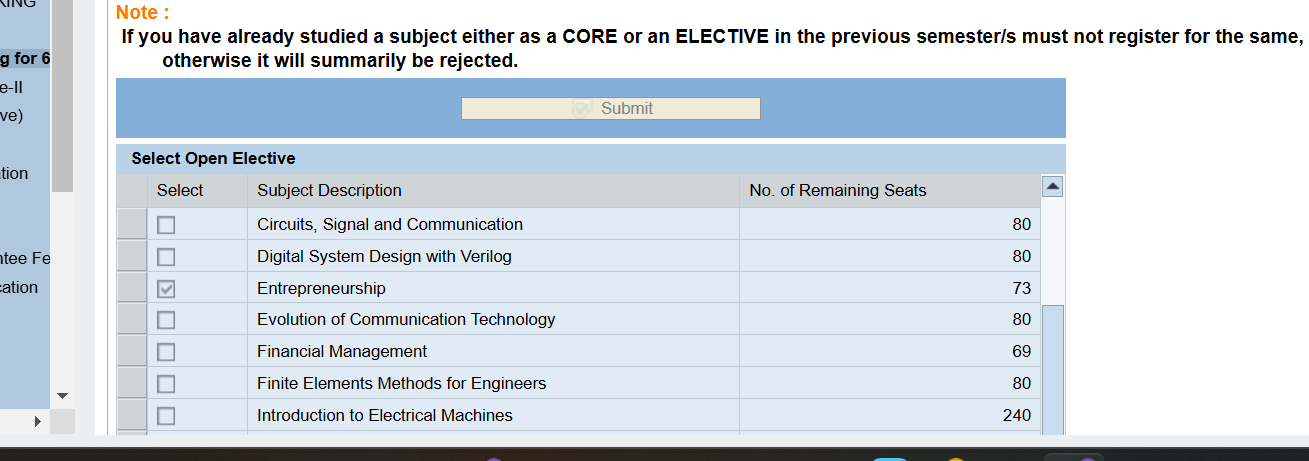 KING
Note :
If you have already studied a subject either as a CORE or an ELECTIVE in the previous semester/s must not register for the same,
otherwise it will summarily be rejected.
g for 6
e-II
ve)
tion
ntee Fe
cation
Submit
Select Open Elective
Select Subject Description No. of Remaining Seats
Circuits, Signal and Communication 80
Digital System Design with Verilog 80
Entrepreneurship 73
Evolution of Communication Technology 80
Financial Management 69
Finite Elements Methods for Engineers 80
Introduction to Electrical Machines 240